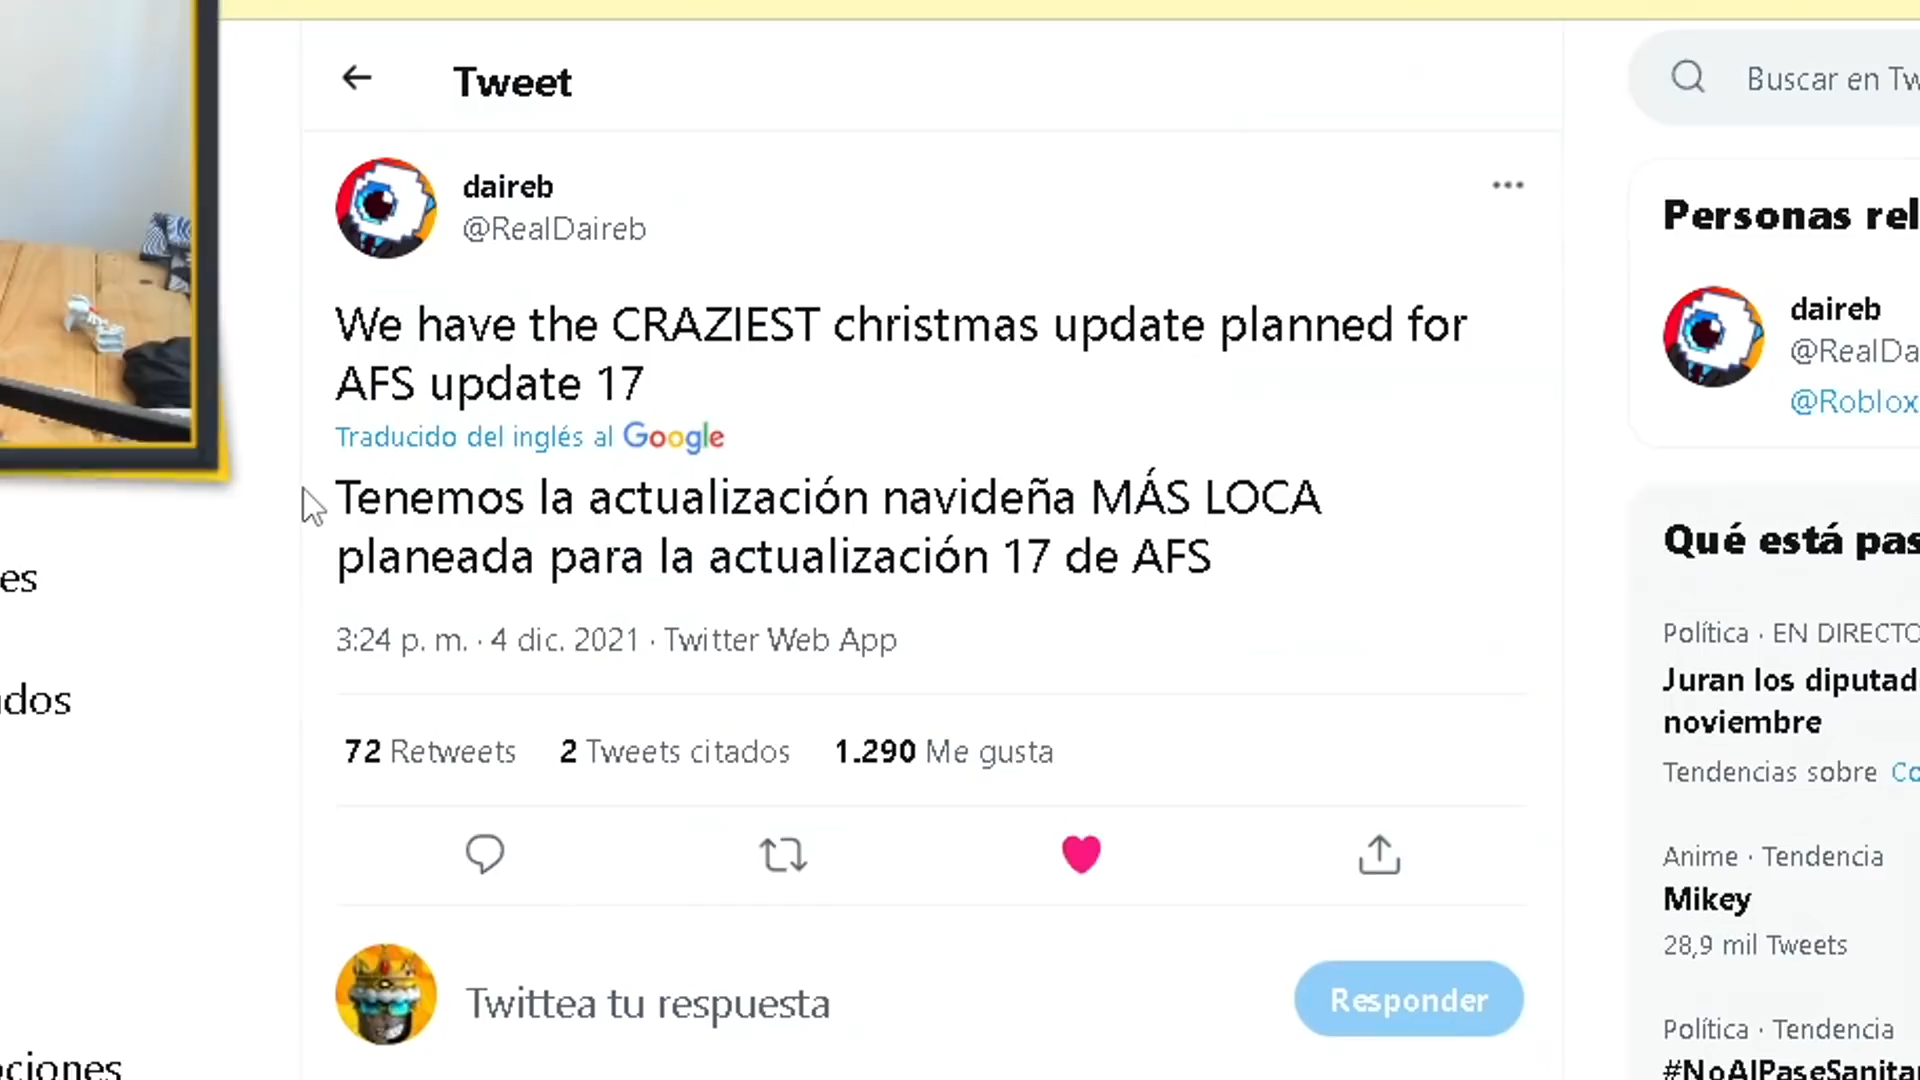 Tweet
Buscar en Tw
daireb
@RealDaireb
We have the CRAZIEST christmas update planned for
AFS update 17
Traducido del inglés al Google
Tenemos la actualización navideña MÁS LOCA
planeada para la actualización 17 de AFS
3:24 p. m. · 4 dic. 2021 · Twitter Web App
72 Retweets 2 Tweets citados 1.290 Me gusta
Twittea tu respuesta
Responder
es
dos
ciones
Personas rel
daireb
@RealDa
@Roblox
Qué está pas
Política · EN DIRECTO
Juran los diputad
noviembre
Tendencias sobre Co
Anime · Tendencia
Mikey
28,9 mil Tweets
Política · Tendencia
#NoAlPaseSanita